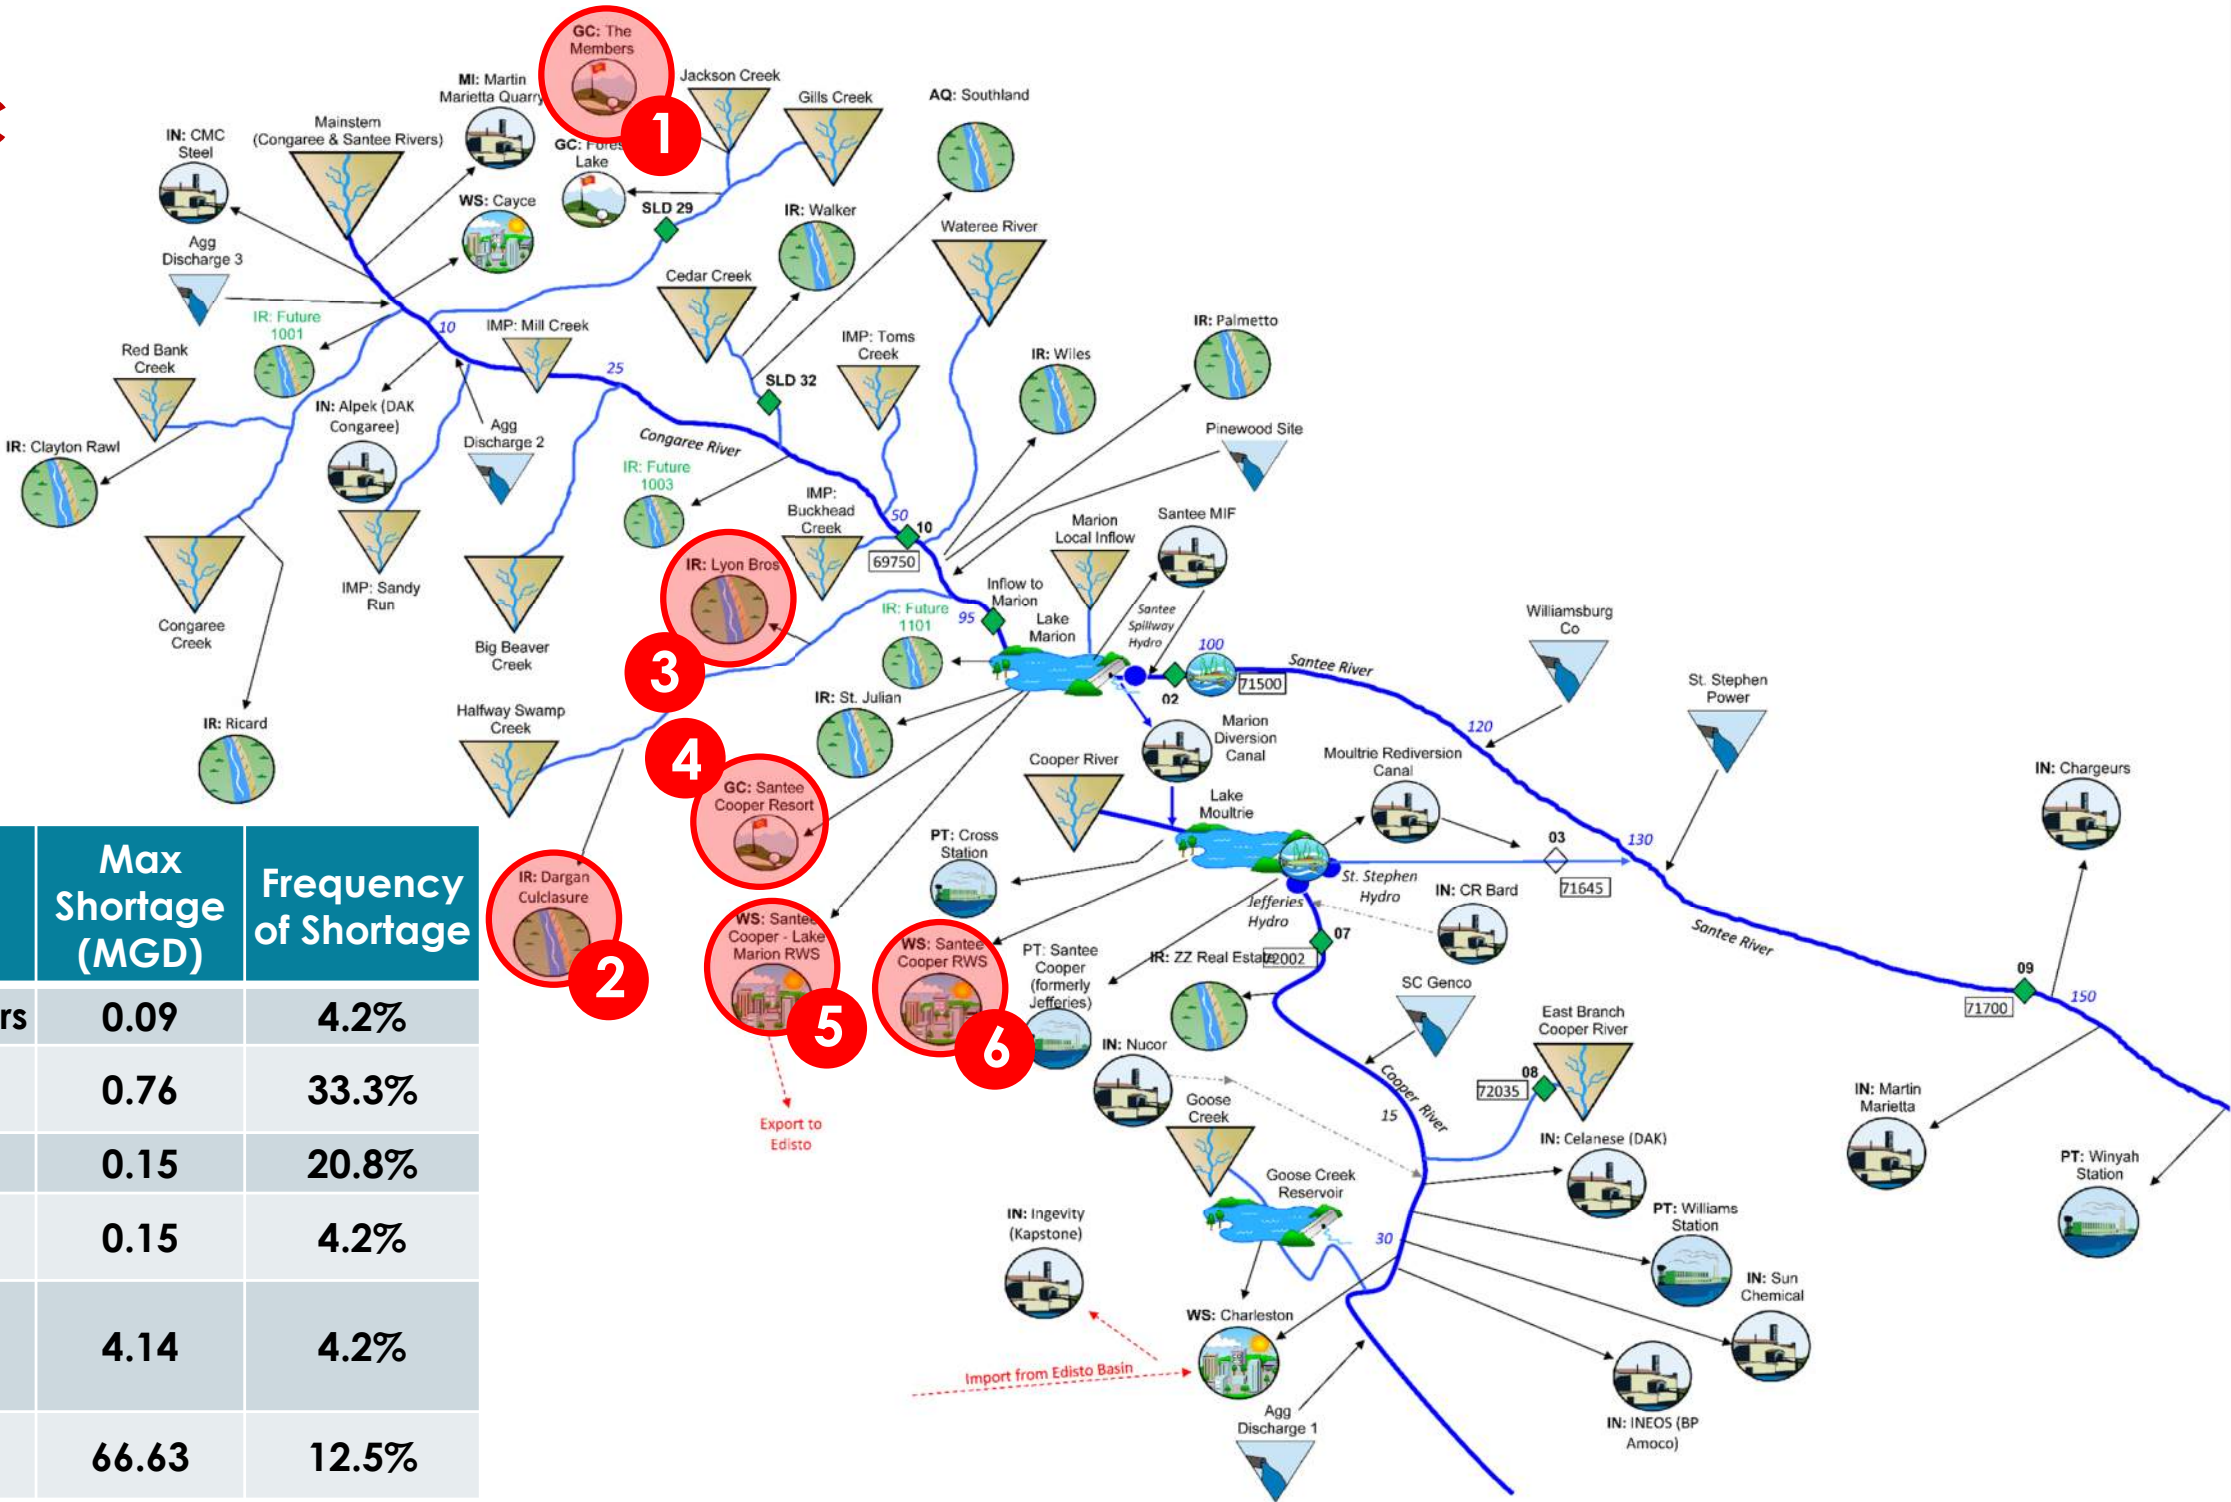 GC: The
Members
1
Jackson Creek
Gills Creek
AQ: Southland
MI: Martin
Marietta Quarry
Mainstem
(Congaree & Santee Rivers)
IN: CMC
Steel
GC: Fores
Lake
WS: Cayce
SLD 29
IR: Walker
Wateree River
Agg
Discharge 3
Cedar Creek
IR: Future
1001
10
IMP: Mill Creek
IMP: Toms
Creek
IR: Palmetto
IR: Wiles
Red Bank
Creek
25
SLD 32
IN: Alpek (DAK
Congaree)
Agg
Discharge 2
Congaree River
Pinewood Site
IR: Clayton Rawl
IR: Future
1003
IMP:
Buckhead
Creek
50
10
69750
Marion
Local Inflow
Santee MIF
IR: Lyon Bros
3
IMP: Sandy
Run
Inflow to
Marion
95
Lake
Marion
IR: Future
1101
Santee
Spillway
Hydro
Williamsburg
Co
Congaree
Creek
Big Beaver
Creek
100
Santee River
71500
02
St. Stephen
Power
IR: St. Julian
Halfway Swamp
Creek
IR: Ricard
4
GC: Santee
Cooper Resort
Marion
Diversion
Canal
120
Cooper River
Moultrie Rediversion
Canal
IN: Chargeurs
Lake
Moultrie
PT: Cross
Station
03
130
71645
St. Stephen
Hydro
IN: CR Bard
Jefferies
Hydro
IR: Dargan
Culclasure
2
WS: Santee
Cooper - Lake
Marion RWS
5
WS: Santee
Cooper RWS
6
PT: Santee
Cooper
(formerly
Jefferies)
IR: ZZ Real Estate
72002
07
Santee River
SC Genco
09
71700
150
East Branch
Cooper River
IN: Nucor
08
72035
Cooper River
15
Goose
Creek
Export to
Edisto
IN: Martin
Marietta
IN: Celanese (DAK)
PT: Winyah
Station
Goose Creek
Reservoir
PT: Williams
Station
IN: Ingevity
(Kapstone)
30
IN: Sun
Chemical
WS: Charleston
Import from Edisto Basin
Agg
Discharge 1
IN: INEOS (BP
Amoco)
Max Shortage (MGD) Frequency of Shortage
rs 0.09 4.2%
0.76 33.3%
0.15 20.8%
0.15 4.2%
4.14 4.2%
66.63 12.5%